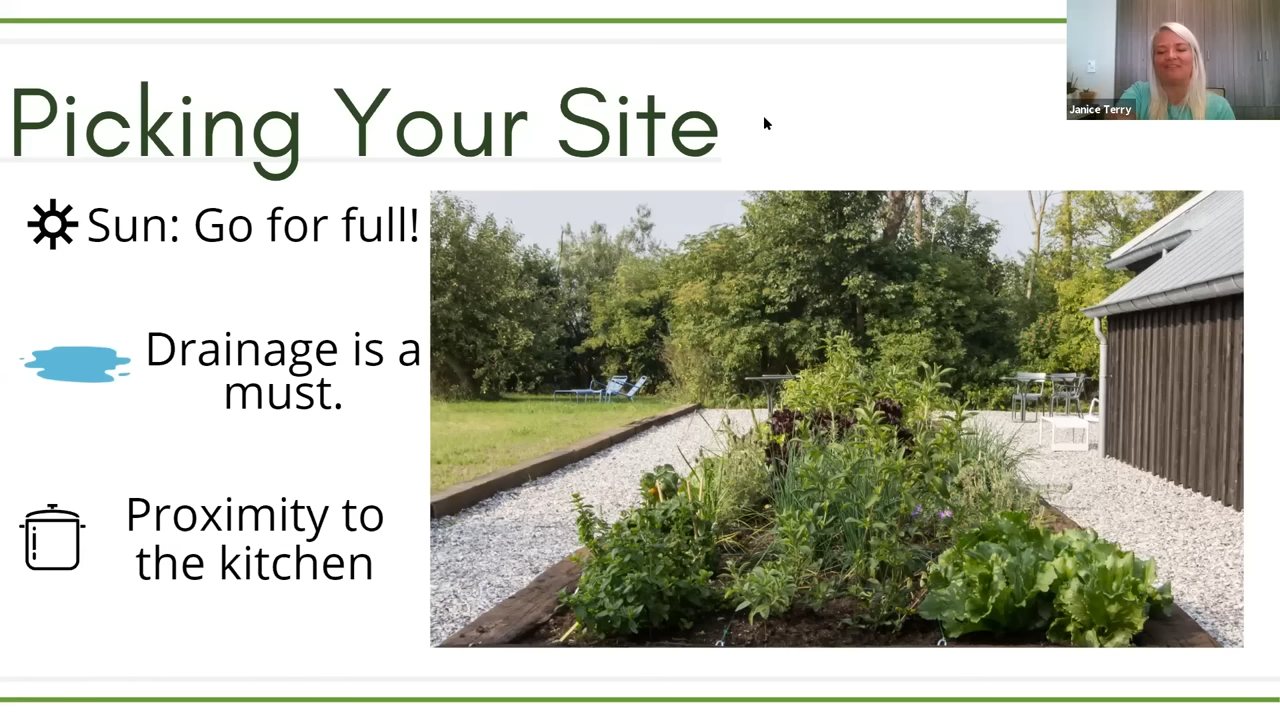 Picking Your Site
Janice Terry
Sun: Go for full!
Drainage is a
must.
Proximity to
the kitchen